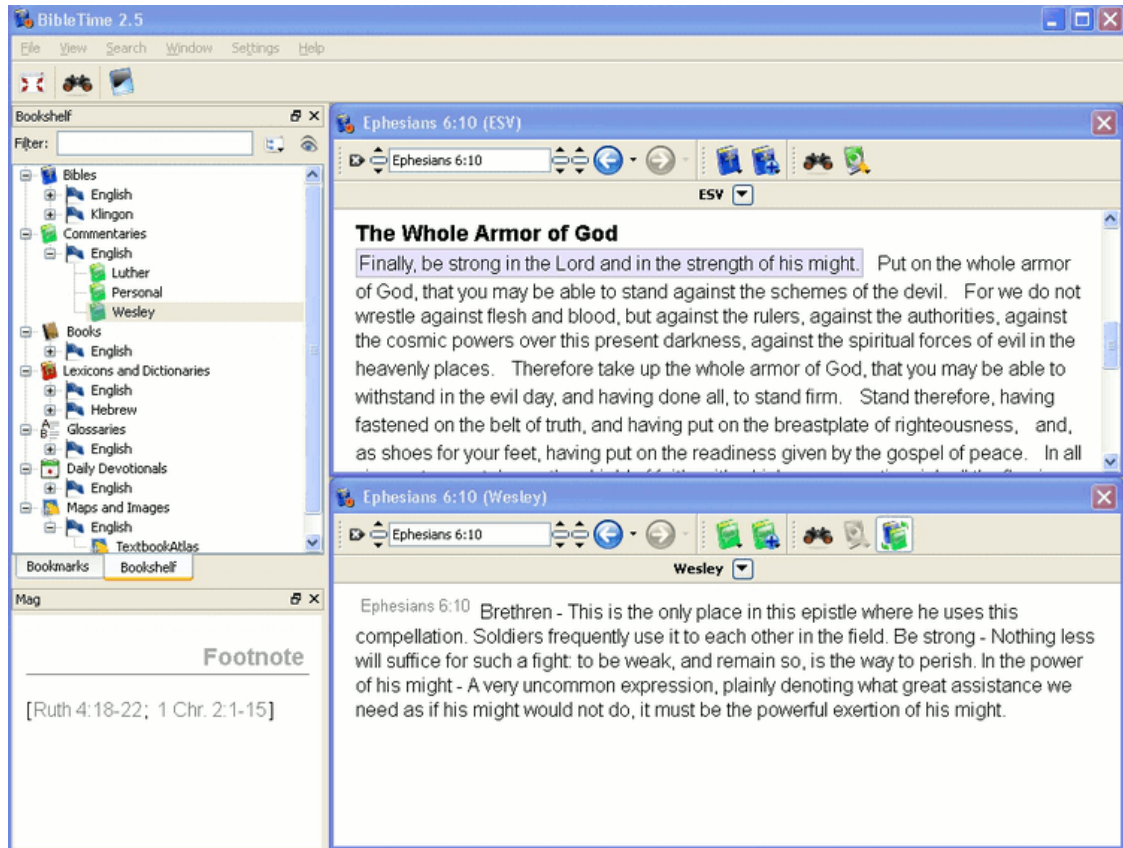 BibleTime 2.5
File View Search Window Settings Help
Bookshelf
Filter:
Bibles
English
Klingon
Commentaries
English
Luther
Personal
Wesley
Books
English
Lexicons and Dictionaries
English
Hebrew
Glossaries
English
Daily Devotionals
English
Maps and Images
English
TextbookAtlas
Bookmarks Bookshelf
Mag
Footnote
[Ruth 4:18-22; 1 Chr. 2:1-15]
Ephesians 6:10 (ESV)
Ephesians 6:10
ESV
The Whole Armor of God
Finally, be strong in the Lord and in the strength of his might. Put on the whole armor
of God, that you may be able to stand against the schemes of the devil. For we do not
wrestle against flesh and blood, but against the rulers, against the authorities, against
the cosmic powers over this present darkness, against the spiritual forces of evil in the
heavenly places. Therefore take up the whole armor of God, that you may be able to
withstand in the evil day, and having done all, to stand firm. Stand therefore, having
fastened on the belt of truth, and having put on the breastplate of righteousness, and,
as shoes for your feet, having put on the readiness given by the gospel of peace. In all
Ephesians 6:10 (Wesley)
Ephesians 6:10
Wesley
Ephesians 6:10 Brethren - This is the only place in this epistle where he uses this
compellation. Soldiers frequently use it to each other in the field. Be strong - Nothing less
will suffice for such a fight: to be weak, and remain so, is the way to perish. In the power
of his might - A very uncommon expression, plainly denoting what great assistance we
need as if his might would not do, it must be the powerful exertion of his might.